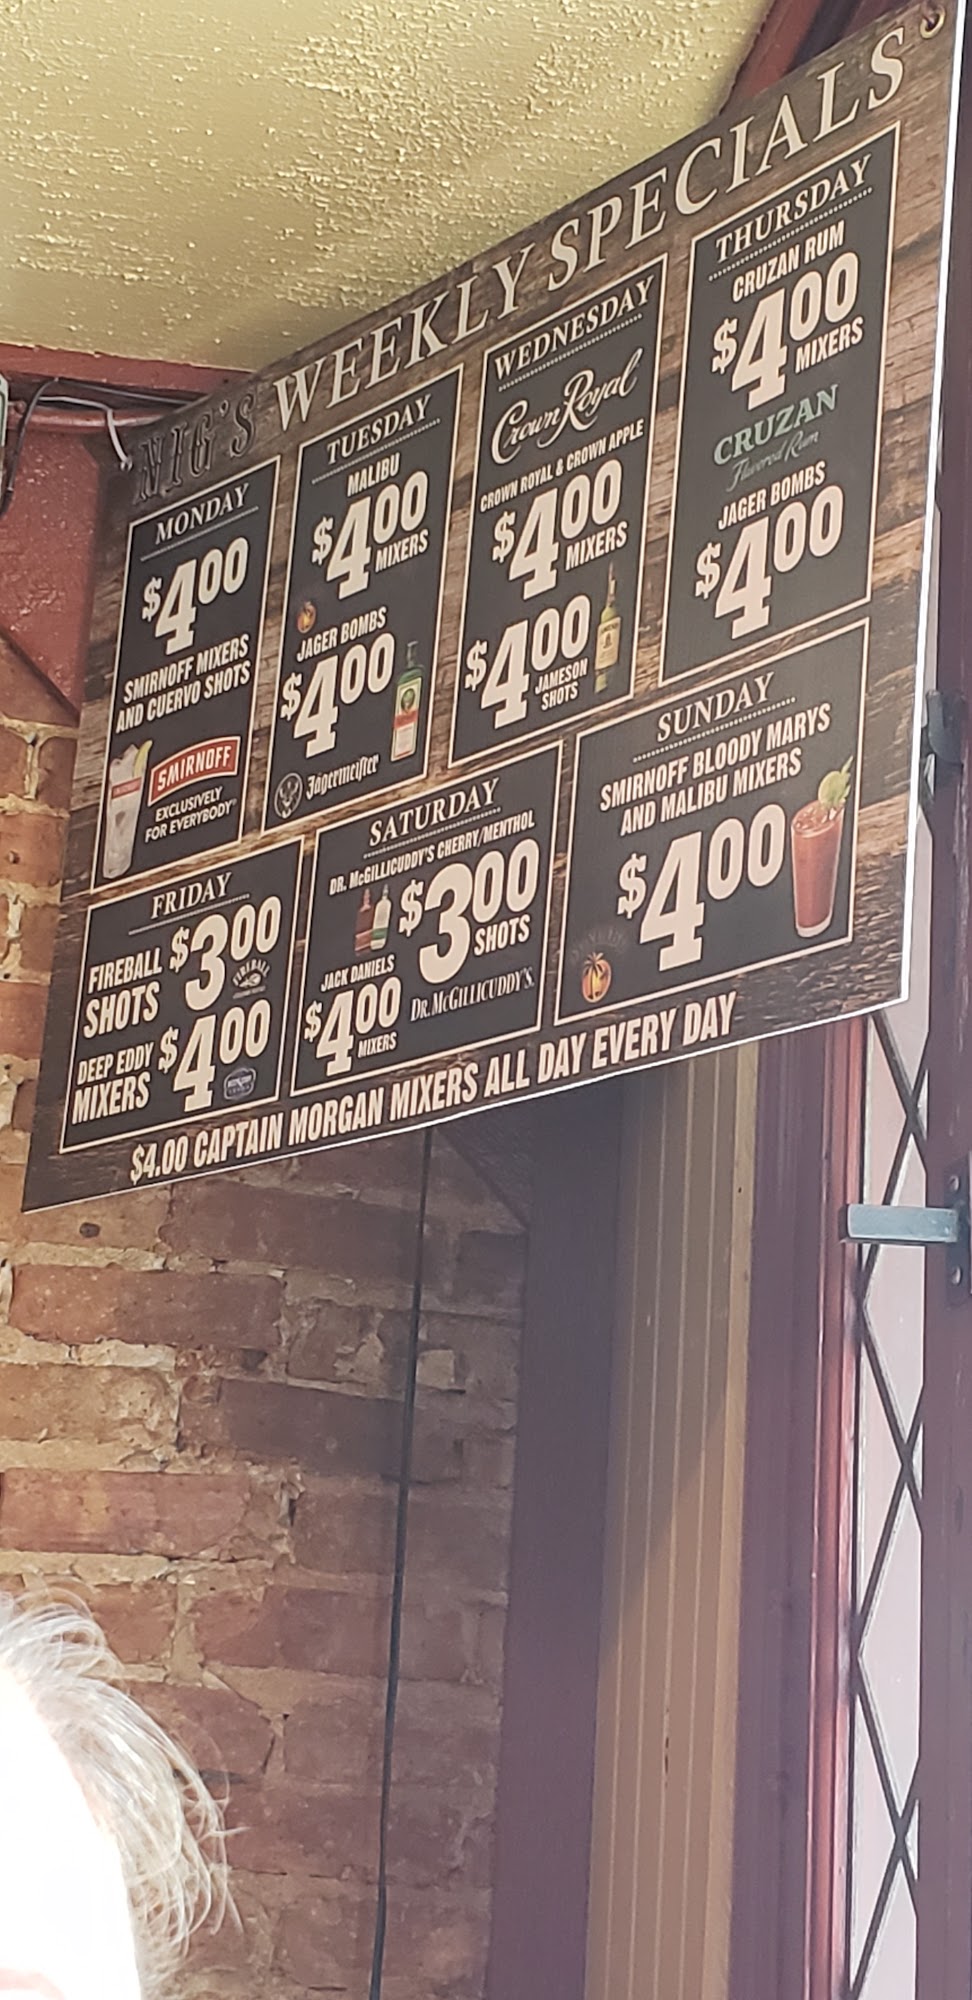 NIG'S WEEKLY SPECIALS
MONDAY
$4.00
SMIRNOFF MIXERS
AND CUERVO SHOTS
SMIRNOFF
EXCLUSIVELY
FOR EVERYBODY
TUESDAY
MALIBU
$4.00
MIXERS
JAGER BOMBS
$4.00
Jägermeister
WEDNESDAY
Crown Royal
CROWN ROYAL & CROWN APPLE
$4.00
MIXERS
$4.00
JAMESON
SHOTS
THURSDAY
CRUZAN RUM
$4.00
MIXERS
CRUZAN
Flavored Rum
JAGER BOMBS
$4.00
FRIDAY
FIREBALL
SHOTS
$3.00
FIREBALL
DEEP EDDY
MIXERS
$4.00
SATURDAY
DR. McGILLICUDDY'S CHERRY/MENTHOL
$3.00
SHOTS
JACK DANIELS
$4.00
MIXERS
DR. McGILLICUDDY'S
SUNDAY
SMIRNOFF BLOODY MARYS
AND MALIBU MIXERS
$4.00
$4.00 CAPTAIN MORGAN MIXERS ALL DAY EVERY DAY